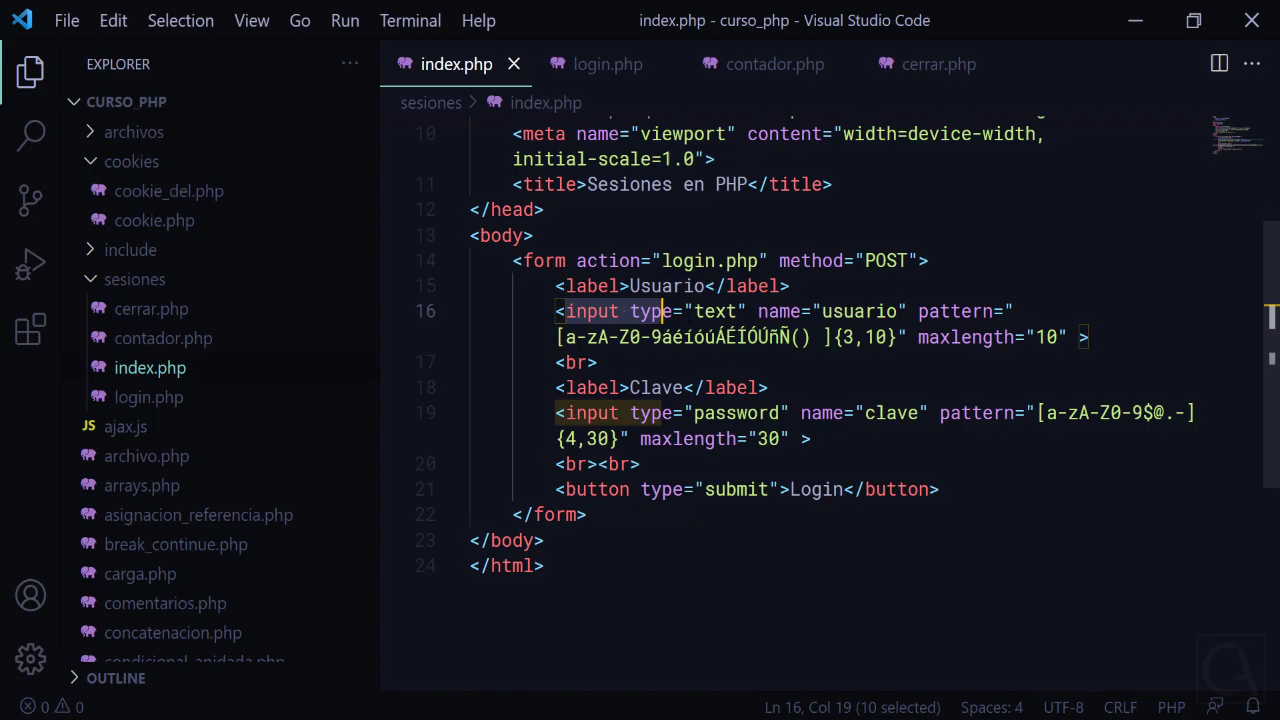 File Edit Selection View Go Run Terminal Help
index.php - curso_php - Visual Studio Code
EXPLORER
CURSO_PHP
archivos
cookies
cookie_del.php
cookie.php
include
sesiones
cerrar.php
contador.php
index.php
login.php
ajax.js
archivo.php
arrays.php
asignacion_referencia.php
break_continue.php
carga.php
comentarios.php
concatenacion.php
condicional_anidada.php
OUTLINE
index.php login.php contador.php cerrar.php
sesiones > index.php
10 <meta name="viewport" content="width=device-width,
initial-scale=1.0">
11 <title>Sesiones en PHP</title>
12 </head>
13 <body>
14 <form action="login.php" method="POST">
15 <label>Usuario</label>
16 <input type="text" name="usuario" pattern="
[a-zA-Z0-9áéíóúÁÉÍÓÚñÑ() ]{3,10}" maxlength="10" >
17 <br>
18 <label>Clave</label>
19 <input type="password" name="clave" pattern="[a-zA-Z0-9$@.-]
{4,30}" maxlength="30" >
20 <br><br>
21 <button type="submit">Login</button>
22 </form>
23 </body>
24 </html>
0 0
Ln 16, Col 19 (10 selected) Spaces: 4 UTF-8 CRLF PHP